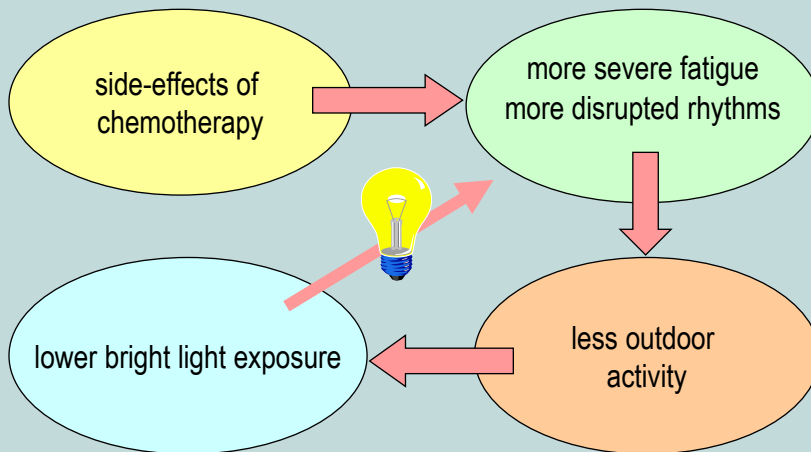 side-effects of
chemotherapy
more severe fatigue
more disrupted rhythms
lower bright light exposure
less outdoor
activity